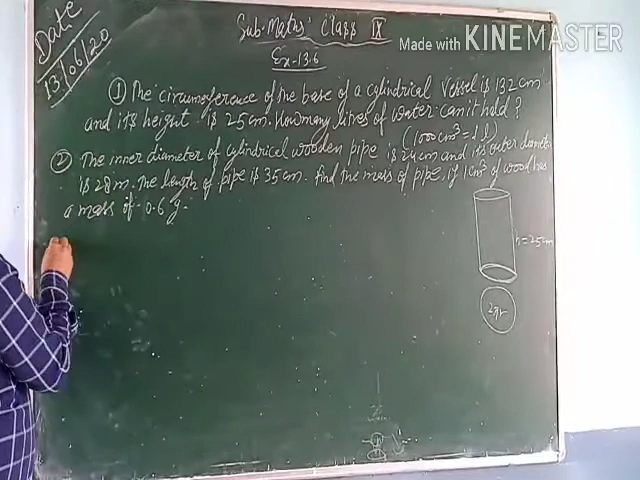 Date
13/06/20
Sub-Maths Class IX
Ex-13.6
Made with KINEMASTER
① The circumference of the base of a cylindrical vessel is 132 cm
and its height is 25 cm. How many litres of water can it hold?
(1000 cm³ = 1 l)
② The inner diameter of cylindrical wooden pipe is 24 cm and its outer diameter
is 28 m. The length of pipe is 35 cm. find the mass of pipe, if 1 cm³ of wood has
a mass of 0.6 g.
h = 25 cm
2πr